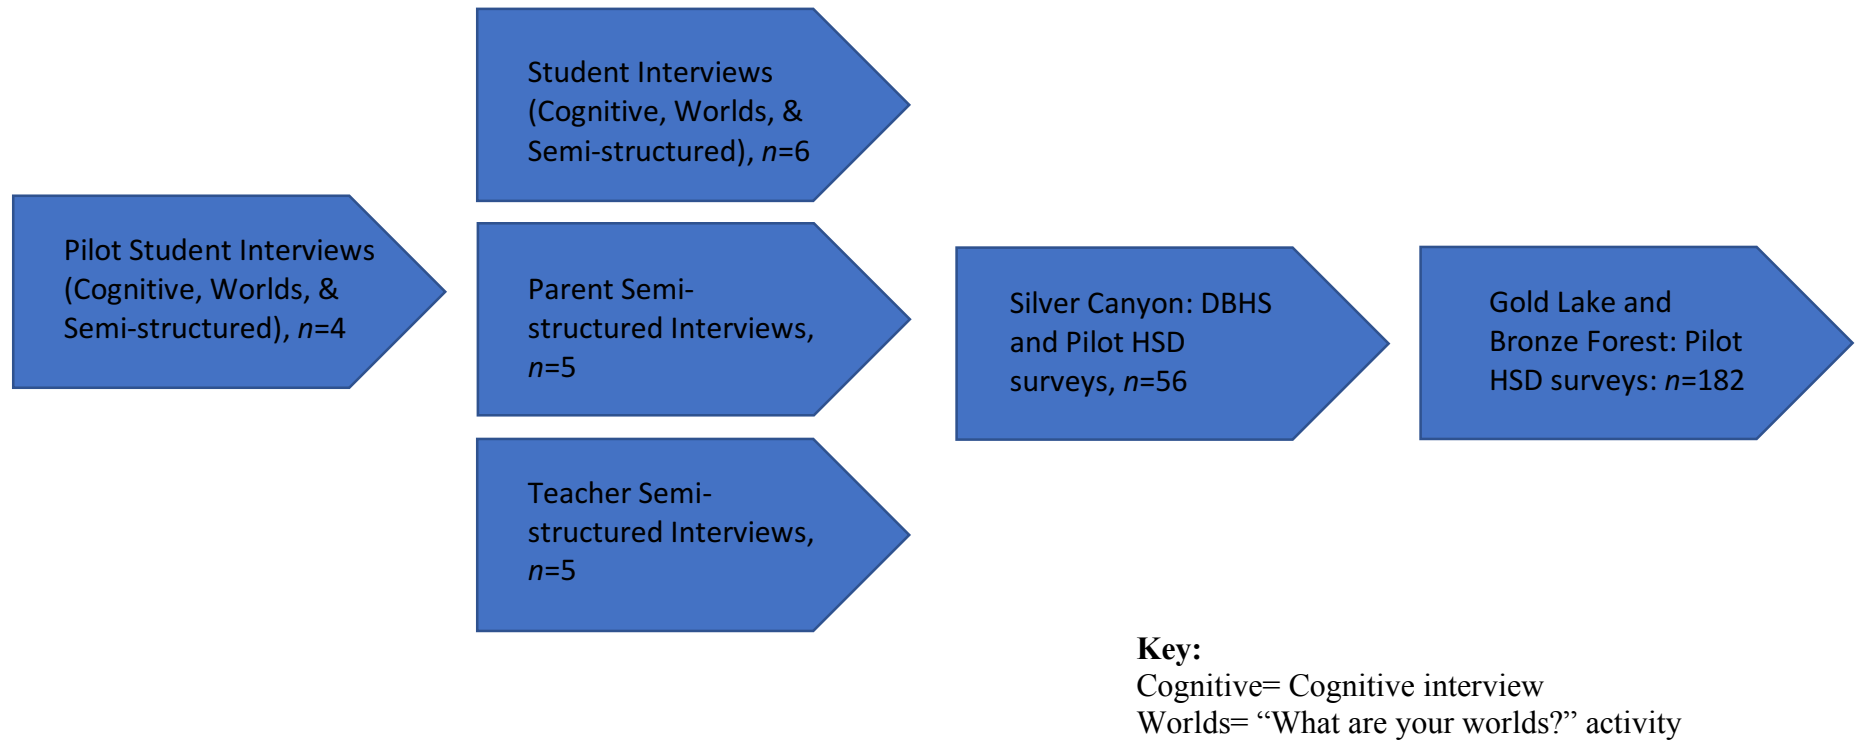 Pilot Student Interviews
(Cognitive, Worlds, &
Semi-structured), n=4
Student Interviews
(Cognitive, Worlds, &
Semi-structured), n=6
Parent Semi-
structured Interviews,
n=5
Teacher Semi-
structured Interviews,
n=5
Silver Canyon: DBHS
and Pilot HSD
surveys, n=56
Gold Lake and
Bronze Forest: Pilot
HSD surveys: n=182
Key:
Cognitive= Cognitive interview
Worlds= “What are your worlds?” activity